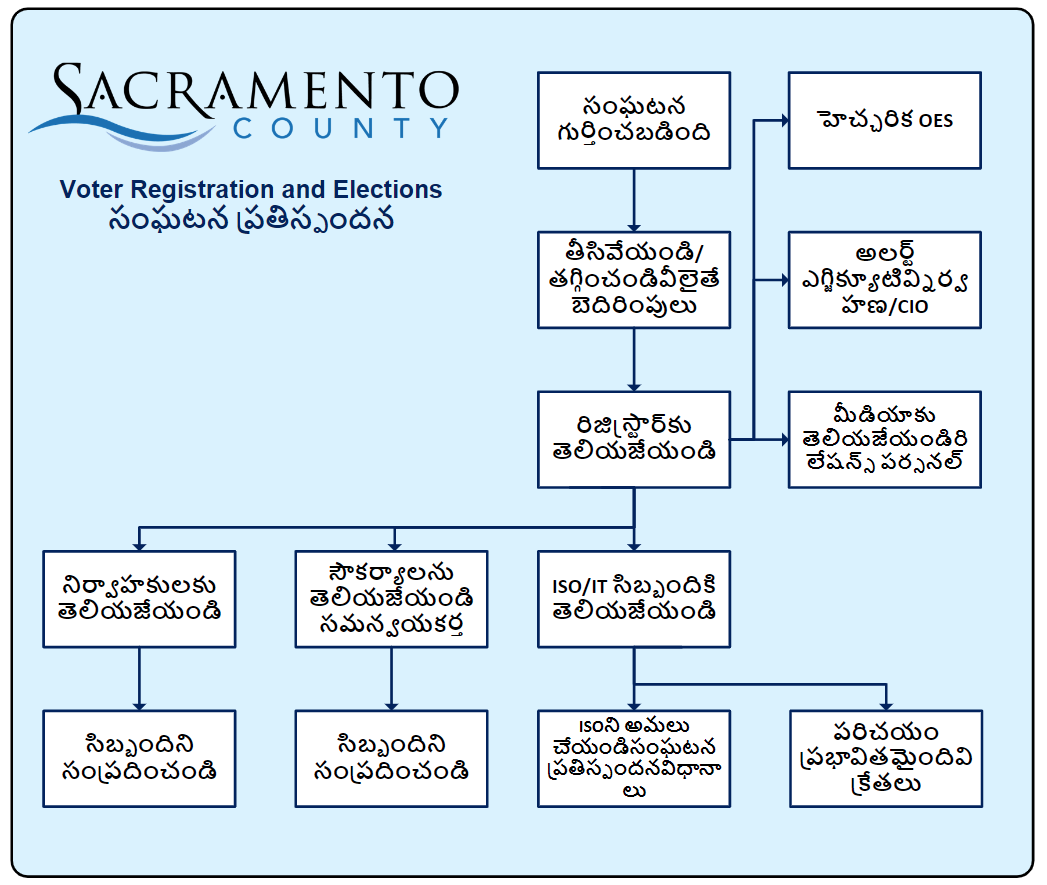 SACRAMENTO
COUNTY
Voter Registration and Elections
సంఘటన ప్రతిస్పందన
సంఘటన
గుర్తించబడింది
హెచ్చరిక OES
తీసివేయండి/
తగ్గించండివీలైతే
బెదిరింపులు
అలర్ట్
ఎగ్జిక్యూటివ్నిర్వ
హణ/CIO
రిజిస్ట్రార్‌కు
తెలియజేయండి
మీడియాకు
తెలియజేయండిరి
లేషన్స్ పర్సనల్
నిర్వాహకులకు
తెలియజేయండి
సౌకర్యాలను
తెలియజేయండి
సమన్వయకర్త
ISO/IT సిబ్బందికి
తెలియజేయండి
సిబ్బందిని
సంప్రదించండి
సిబ్బందిని
సంప్రదించండి
ISOని అమలు
చేయండిసంఘటన
ప్రతిస్పందనవిధానా
లు
పరిచయం
ప్రభావితమైందివి
క్రేతలు